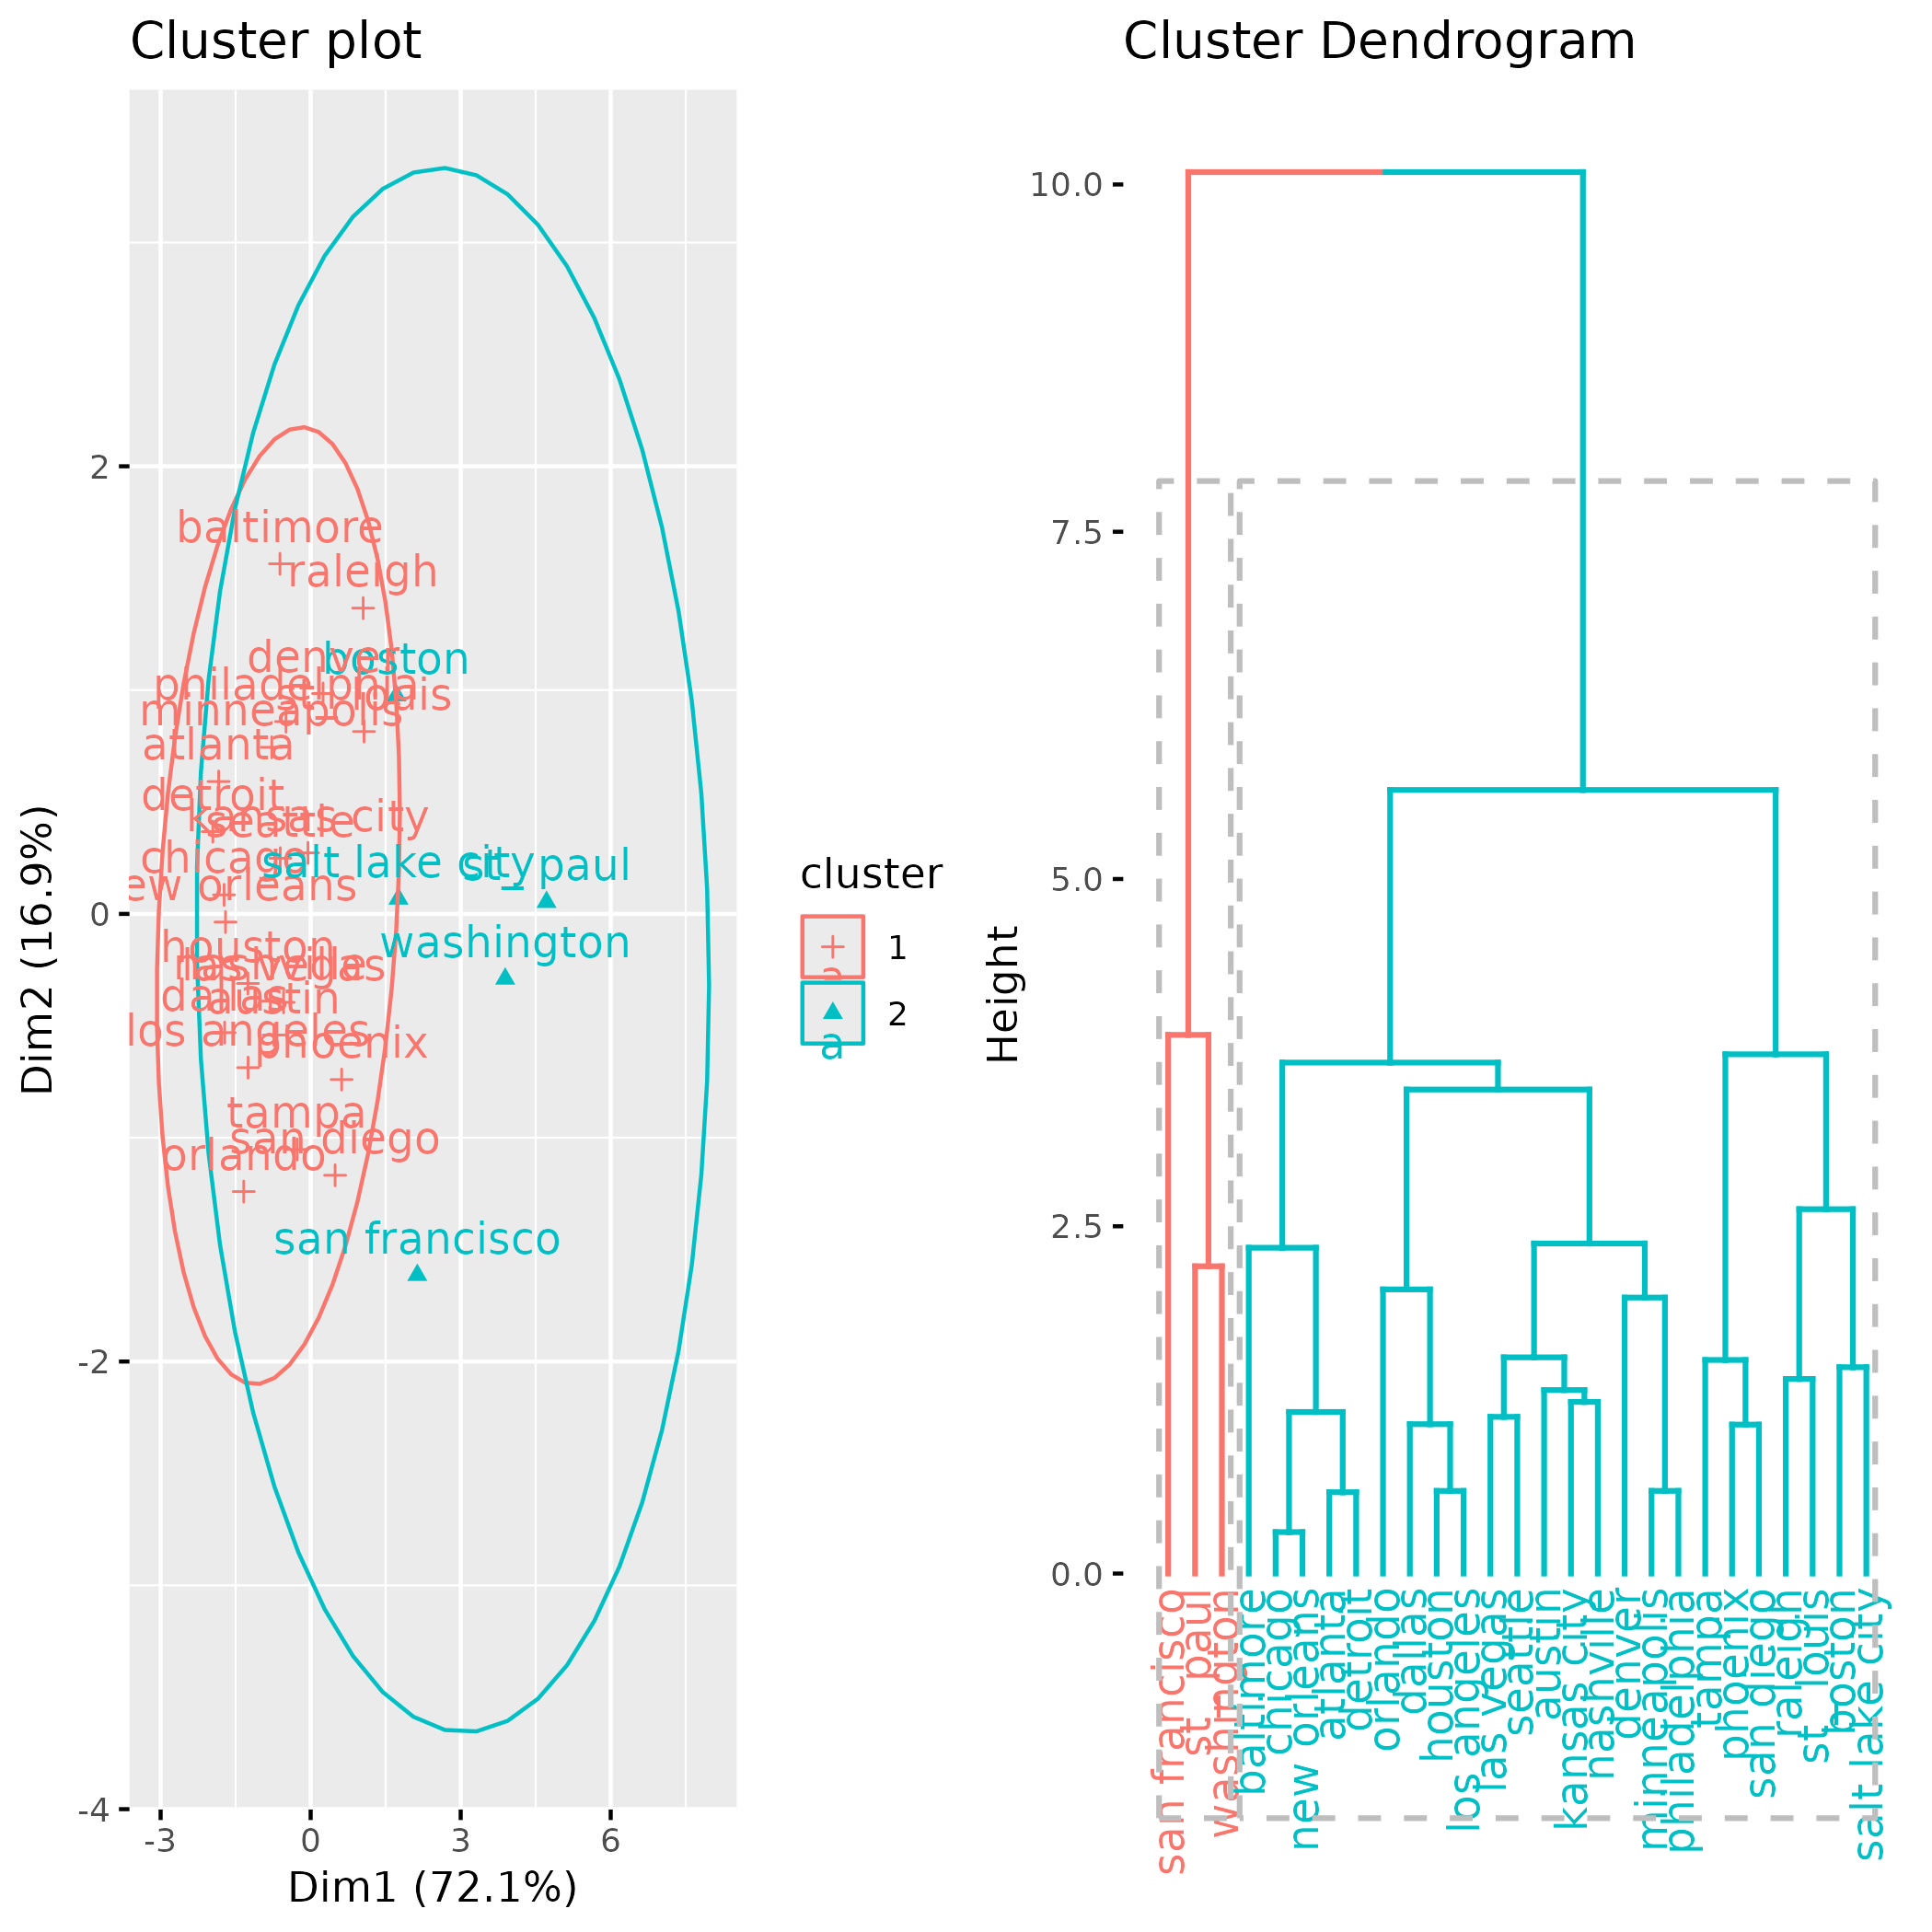 Cluster plot
baltimore
raleigh
denver
boston
philadelphia
st_louis
minneapolis
atlanta
detroit
kansas city
seattle
chicago
salt lake city
st_paul
ew orleans
washington
houston
nashville
las vegas
dallas
austin
los angeles
phoenix
tampa
san diego
orlando
san francisco
2
0
-2
-4
-3 0 3 6
Dim1 (72.1%)
Dim2 (16.9%)
cluster
1
a
2
Cluster Dendrogram
10.0
7.5
5.0
2.5
0.0
Height
san francisco
st_paul
washington
baltimore
chicago
new orleans
atlanta
detroit
orlando
dallas
houston
los angeles
las vegas
seattle
austin
kansas city
nashville
denver
minneapolis
philadelphia
tampa
phoenix
san diego
raleigh
st_louis
boston
salt lake city